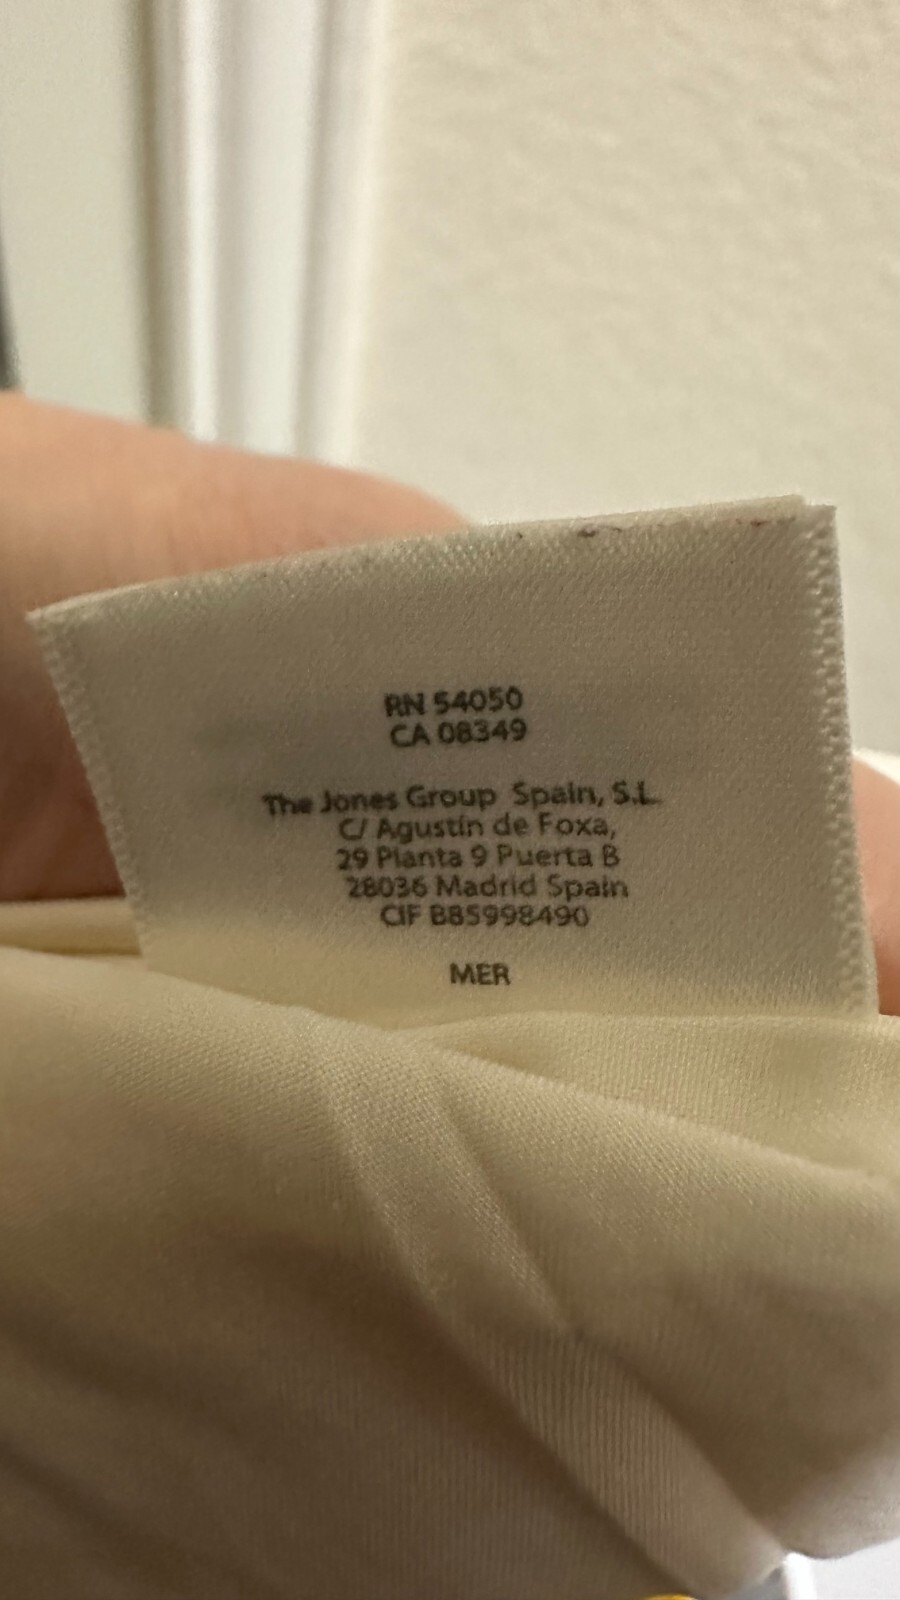 RN 54050
CA 08349
The Jones Group Spain, S.L.
C/ Agustín de Foxa,
29 Planta 9 Puerta B
28036 Madrid Spain
CIF B85998490
MER